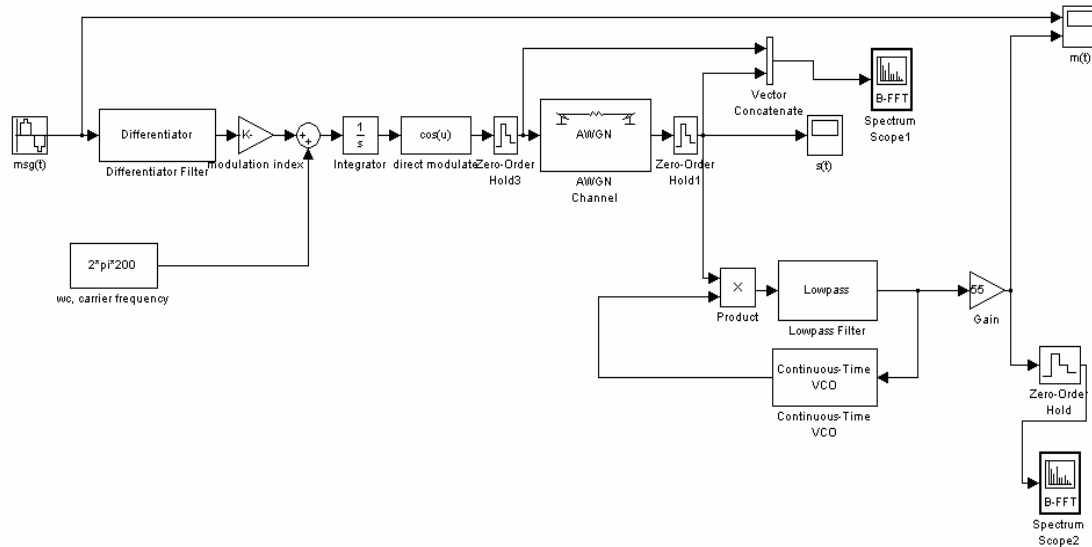 m(t)
B-FFT
Spectrum
Scope1
Vector
Concatenate
msg(t)
Differentiator
Differentiator Filter
K-
modulation index
+
+
1
s
Integrator
cos(u)
direct modulate
Zero-Order
Hold3
AWGN
AWGN
Channel
Zero-Order
Hold1
s(t)
2*pi*200
wc, carrier frequency
X
Product
Lowpass
Lowpass Filter
55
Gain
Continuous-Time
VCO
Continuous-Time
VCO
Zero-Order
Hold
B-FFT
Spectrum
Scope2